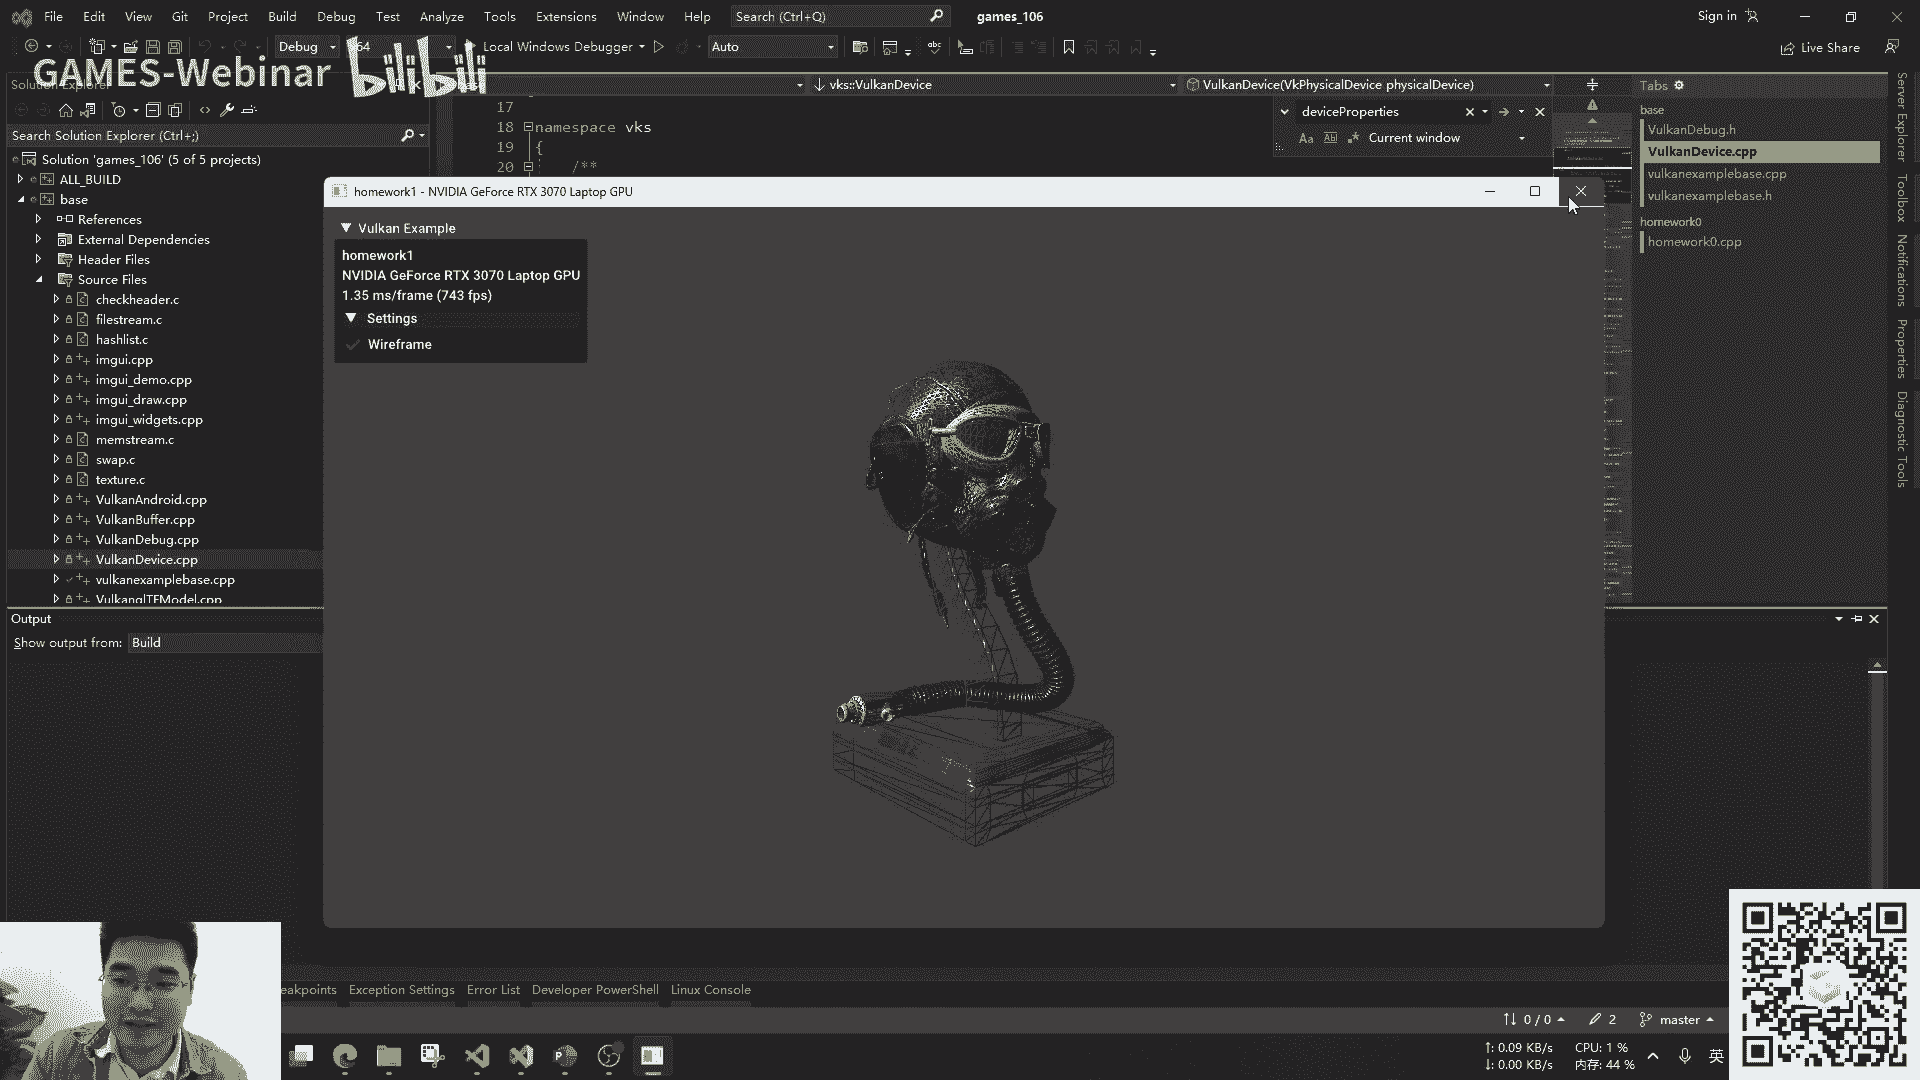 File Edit View Git Project Build Debug Test Analyze Tools Extensions Window Help Search (Ctrl+Q) games_106 Sign in
Debug 64 Local Windows Debugger Auto Live Share
GAMES-Webinar bilibili
Solution Explorer
vks::VulkanDevice VulkanDevice(VkPhysicalDevice physicalDevice)
Tabs
17
deviceProperties
base
18 namespace vks
VulkanDebug.h
Search Solution Explorer (Ctrl+;)
Aa Current window
19 {
VulkanDevice.cpp
Solution 'games_106' (5 of 5 projects)
20 /**
vulkanexamplebase.cpp
ALL_BUILD
homework1 - NVIDIA GeForce RTX 3070 Laptop GPU
vulkanexamplebase.h
base
homework0
References
Vulkan Example
External Dependencies
homework0.cpp
Header Files
homework1
Source Files
NVIDIA GeForce RTX 3070 Laptop GPU
checkheader.c
1.35 ms/frame (743 fps)
filestream.c
Settings
hashlist.c
Wireframe
imgui.cpp
imgui_demo.cpp
imgui_draw.cpp
imgui_widgets.cpp
memstream.c
swap.c
texture.c
VulkanAndroid.cpp
VulkanBuffer.cpp
VulkanDebug.cpp
VulkanDevice.cpp
vulkanexamplebase.cpp
VulkanglTFModel.cpp
Server Explorer
Toolbox
Notifications
Properties
Diagnostic Tools
Output
Show output from: Build
eakpoints Exception Settings Error List Developer PowerShell Linux Console
0 / 0 2 master
↑: 0.09 KB/s CPU: 1 %
↓: 0.00 KB/s 内存: 44 %
英